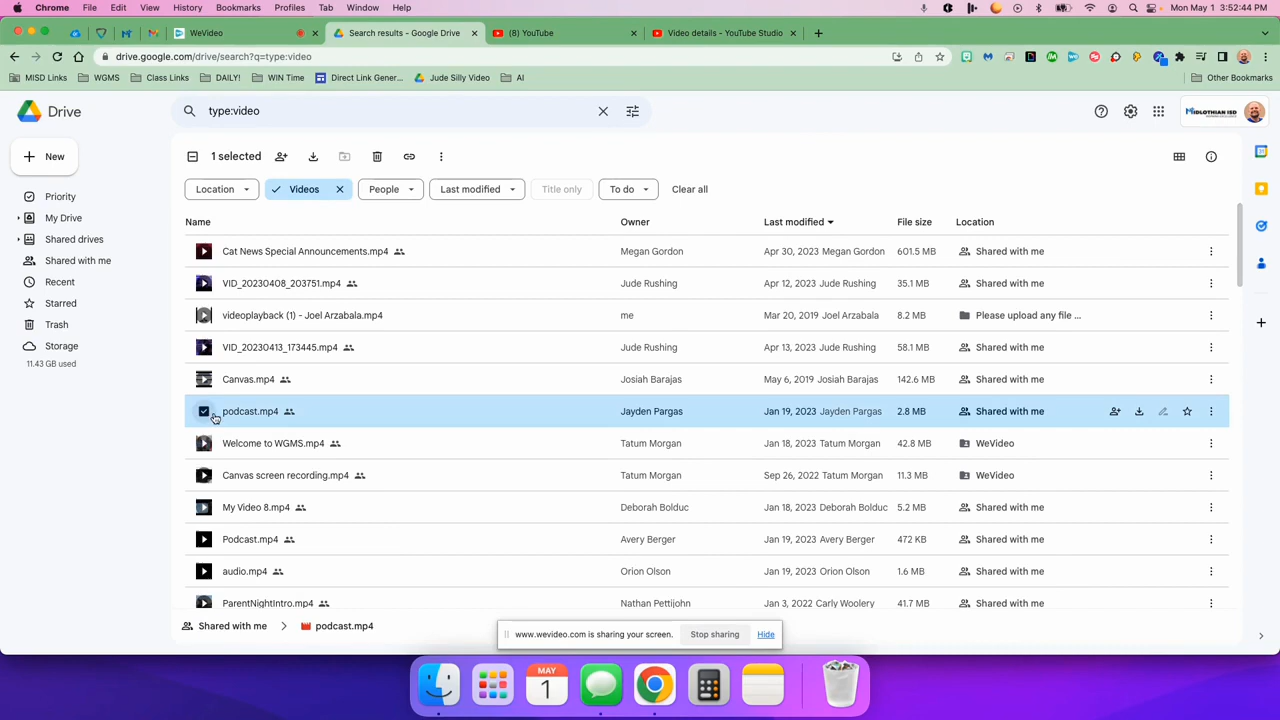 Chrome File Edit View History Bookmarks Profiles Tab Window Help Mon May 1 3:52:44 PM
WeVideo Search results - Google Drive (8) YouTube Video details - YouTube Studio
drive.google.com/drive/search?q=type:video
MISD Links WGMS Class Links DAILY! WIN Time Direct Link Gener... Jude Silly Video AI Other Bookmarks
Drive type:video MIDLOTHIAN ISD
New 1 selected
Location Videos People Last modified Title only To do Clear all
Priority
My Drive
Shared drives
Shared with me
Recent
Starred
Trash
Storage
11.43 GB used
Name Owner Last modified File size Location
Cat News Special Announcements.mp4 Megan Gordon Apr 30, 2023 Megan Gordon 601.5 MB Shared with me
VID_20230408_203751.mp4 Jude Rushing Apr 12, 2023 Jude Rushing 35.1 MB Shared with me
videoplayback (1) - Joel Arzabala.mp4 me Mar 20, 2019 Joel Arzabala 8.2 MB Please upload any file ...
VID_20230413_173445.mp4 Jude Rushing Apr 13, 2023 Jude Rushing 58.1 MB Shared with me
Canvas.mp4 Josiah Barajas May 6, 2019 Josiah Barajas 142.6 MB Shared with me
podcast.mp4 Jayden Pargas Jan 19, 2023 Jayden Pargas 2.8 MB Shared with me
Welcome to WGMS.mp4 Tatum Morgan Jan 18, 2023 Tatum Morgan 42.8 MB WeVideo
Canvas screen recording.mp4 Tatum Morgan Sep 26, 2022 Tatum Morgan 11.3 MB WeVideo
My Video 8.mp4 Deborah Bolduc Jan 18, 2023 Deborah Bolduc 5.2 MB Shared with me
Podcast.mp4 Avery Berger Jan 19, 2023 Avery Berger 472 KB Shared with me
audio.mp4 Orion Olson Jan 19, 2023 Orion Olson 1.6 MB Shared with me
ParentNightIntro.mp4 Nathan Pettijohn Jan 3, 2022 Carly Woolery 41.7 MB Shared with me
Shared with me podcast.mp4
www.wevideo.com is sharing your screen. Stop sharing Hide
MAY
1